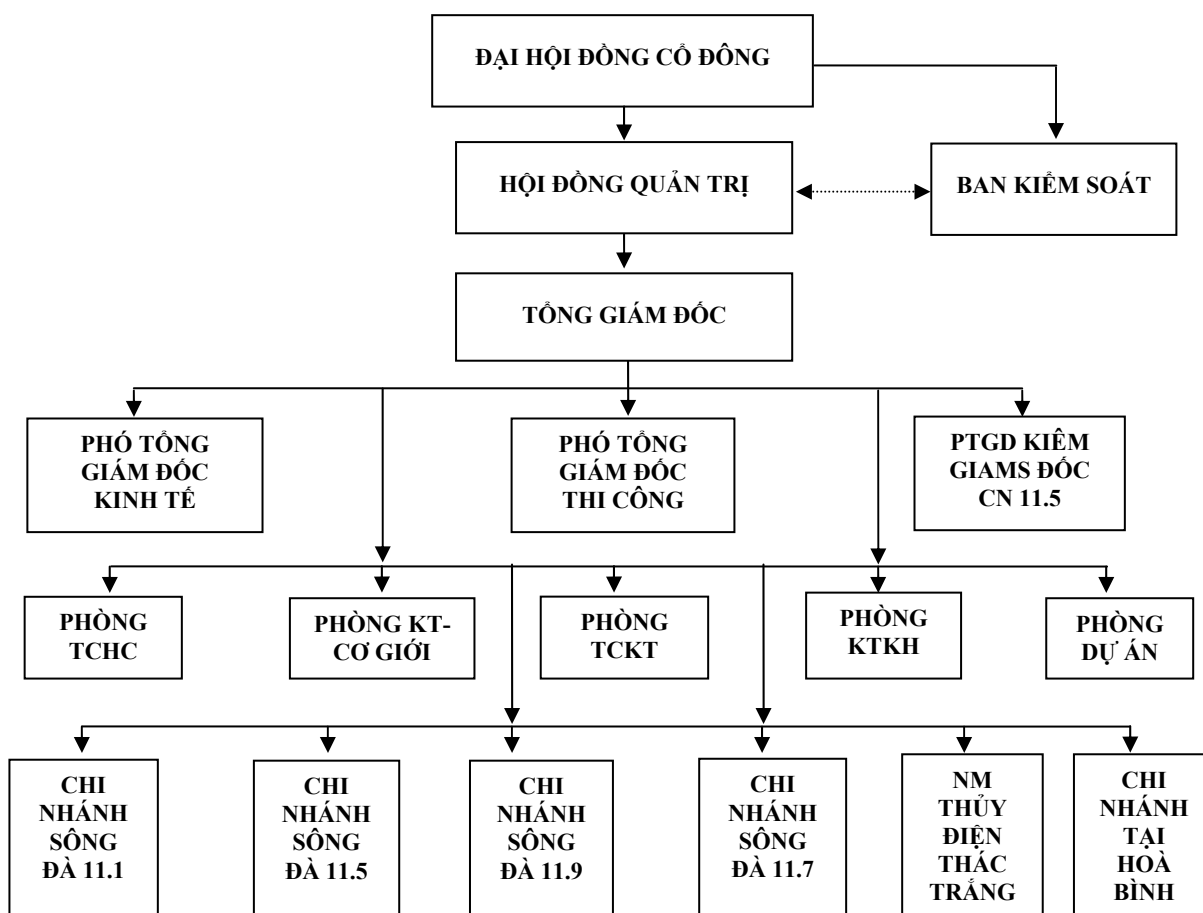 ĐẠI HỘI ĐỒNG CỔ ĐÔNG
HỘI ĐỒNG QUẢN TRỊ
BAN KIỂM SOÁT
TỔNG GIÁM ĐỐC
PHÓ TỔNG
GIÁM ĐỐC
KINH TẾ
PHÓ TỔNG
GIÁM ĐỐC
THI CÔNG
PTGD KIÊM
GIAMS ĐỐC
CN 11.5
PHÒNG
TCHC
PHÒNG KT-
CƠ GIỚI
PHÒNG
TCKT
PHÒNG
KTKH
PHÒNG
DỰ ÁN
CHI
NHÁNH
SÔNG
ĐÀ 11.1
CHI
NHÁNH
SÔNG
ĐÀ 11.5
CHI
NHÁNH
SÔNG
ĐÀ 11.9
CHI
NHÁNH
SÔNG
ĐÀ 11.7
NM
THỦY
ĐIỆN
THÁC
TRẮNG
CHI
NHÁNH
TẠI
HOÀ
BÌNH